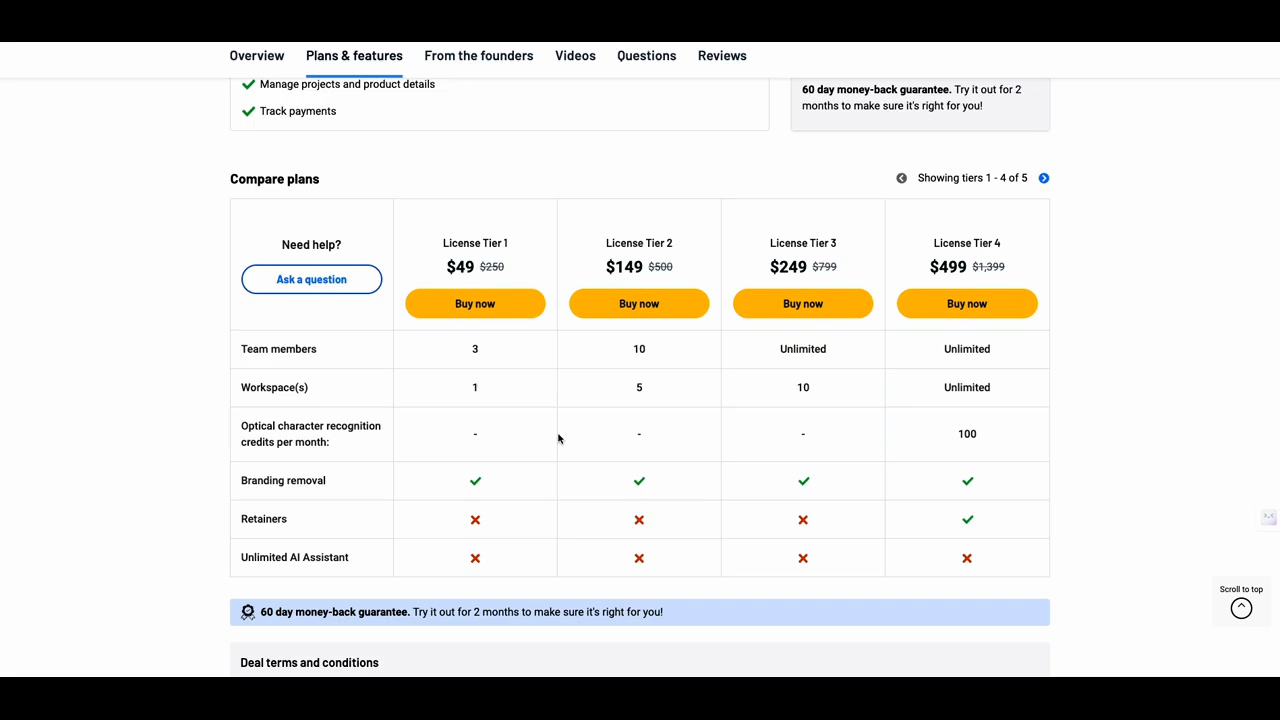 Overview Plans & features From the founders Videos Questions Reviews
Manage projects and product details
Track payments
60 day money-back guarantee. Try it out for 2
months to make sure it's right for you!
Compare plans
Showing tiers 1 - 4 of 5
Need help?
Ask a question
License Tier 1 License Tier 2 License Tier 3 License Tier 4
$49 $250 $149 $500 $249 $799 $499 $1,399
Buy now Buy now Buy now Buy now
Team members 3 10 Unlimited Unlimited
Workspace(s) 1 5 10 Unlimited
Optical character recognition
credits per month: - - - 100
Branding removal
Retainers
Unlimited AI Assistant
60 day money-back guarantee. Try it out for 2 months to make sure it's right for you!
Scroll to top
Deal terms and conditions